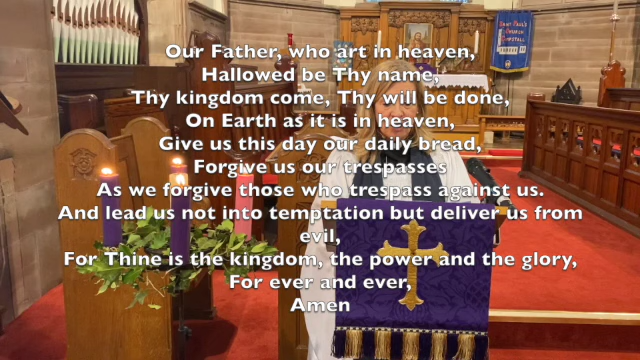 Our Father, who art in heaven,
Hallowed be Thy name,
Thy kingdom come, Thy will be done,
On Earth as it is in heaven,
Give us this day our daily bread,
Forgive us our trespasses
As we forgive those who trespass against us.
And lead us not into temptation but deliver us from
evil,
For Thine is the kingdom, the power and the glory,
For ever and ever,
Amen